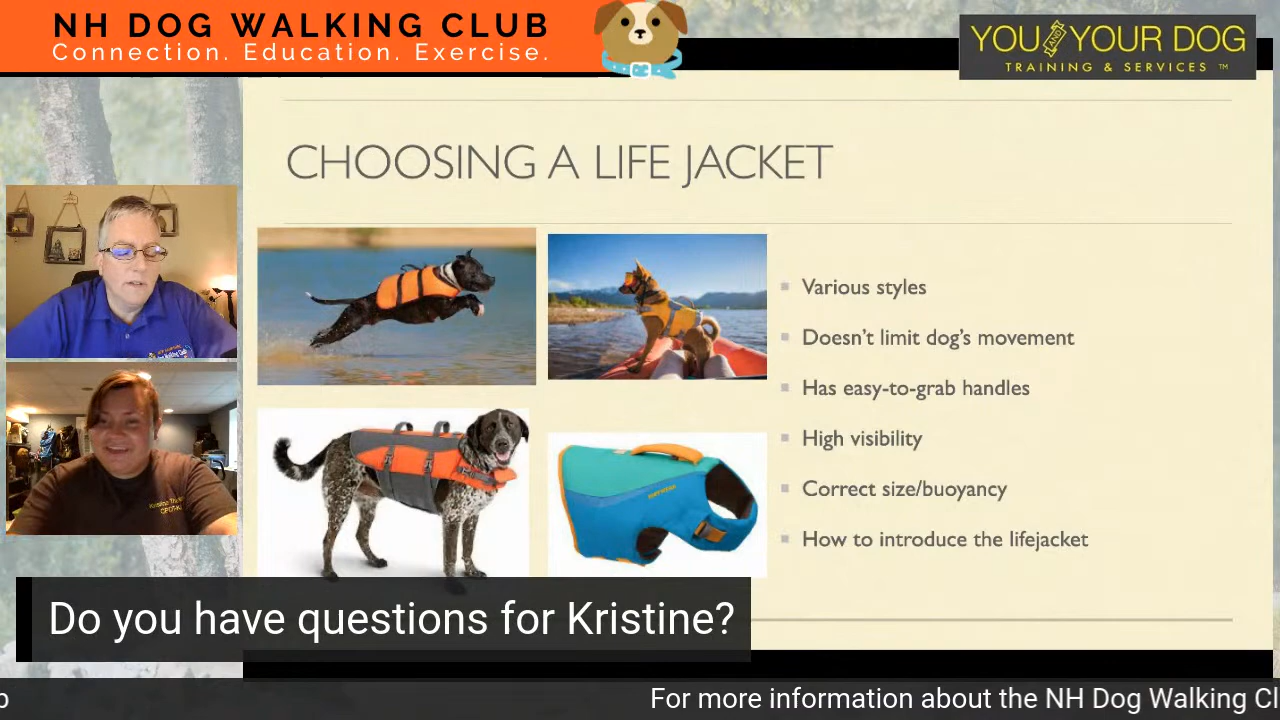 NH DOG WALKING CLUB
Connection. Education. Exercise.
YOU AND YOUR DOG
TRAINING & SERVICES ™
CHOOSING A LIFE JACKET
Various styles
Doesn't limit dog's movement
Has easy-to-grab handles
High visibility
Correct size/buoyancy
How to introduce the lifejacket
Do you have questions for Kristine?
For more information about the NH Dog Walking Cl